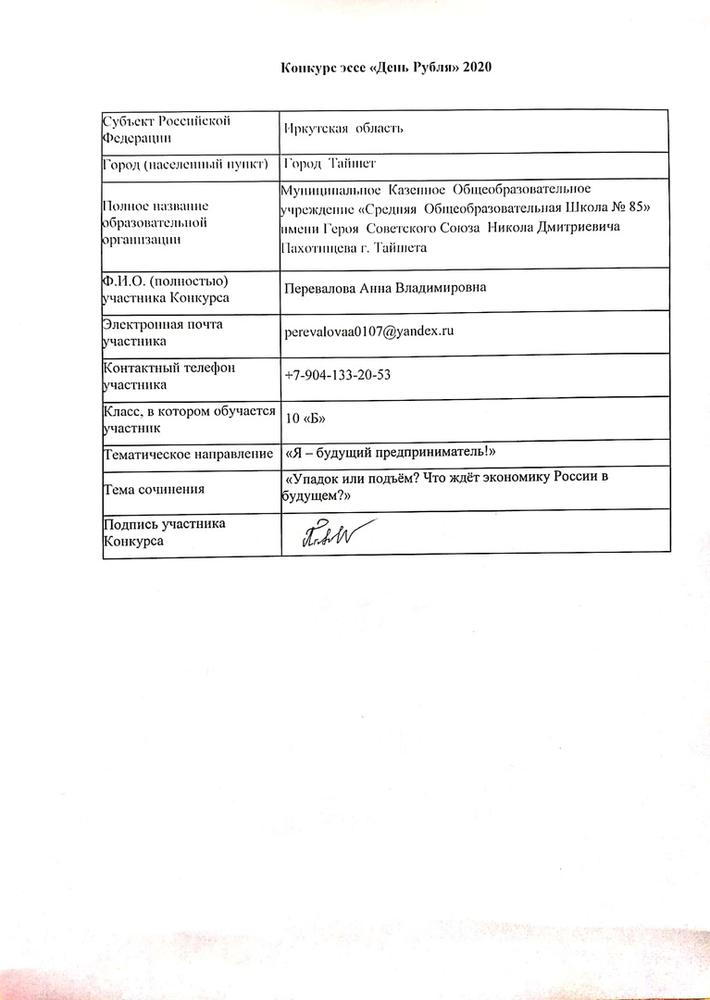 Конкурс эссе «День Рубля» 2020
Субъект Российской
Федерации
Иркутская область
Город (населенный пункт)
Город Тайшет
Полное название
образовательной
организации
Муниципальное Казенное Общеобразовательное
учреждение «Средняя Общеобразовательная Школа № 85»
имени Героя Советского Союза Никола Дмитриевича
Пахотищева г. Тайшета
Ф.И.О. (полностью)
участника Конкурса
Перевалова Анна Владимировна
Электронная почта
участника
perevalovaa0107@yandex.ru
Контактный телефон
участника
+7-904-133-20-53
Класс, в котором обучается
участник
10 «Б»
Тематическое направление
«Я – будущий предприниматель!»
Тема сочинения
«Упадок или подъём? Что ждёт экономику России в
будущем?»
Подпись участника
Конкурса